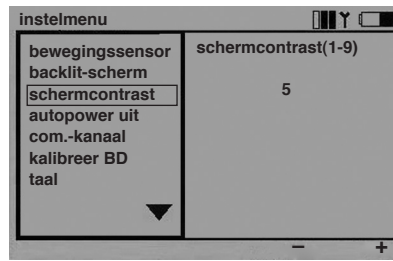 instelmenu
bewegingssensor
backlit-scherm
schermcontrast
autopower uit
com.-kanaal
kalibreer BD
taal
schermcontrast(1-9)
5
− +